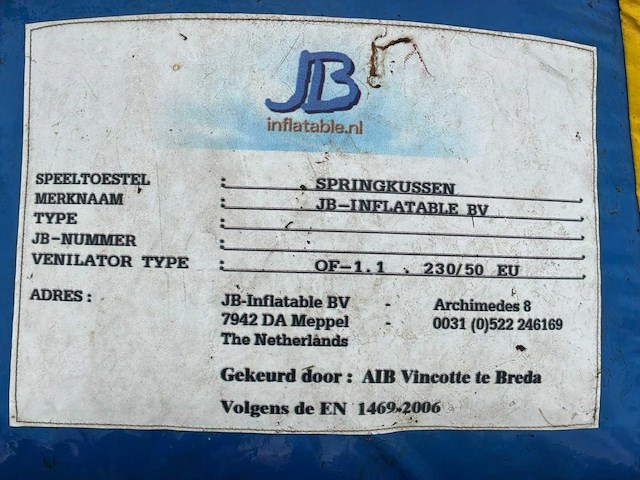 JB
inflatable.nl
SPEELTOESTEL : SPRINGKUSSEN .
MERKNAAM : JB-INFLATABLE BV .
TYPE : .
JB-NUMMER : .
VENILATOR TYPE : OF-1.1 . 230/50 EU .
ADRES : JB-Inflatable BV - Archimedes 8
7942 DA Meppel - 0031 (0)522 246169
The Netherlands
Gekeurd door : AIB Vincotte te Breda
Volgens de EN 1469-2006